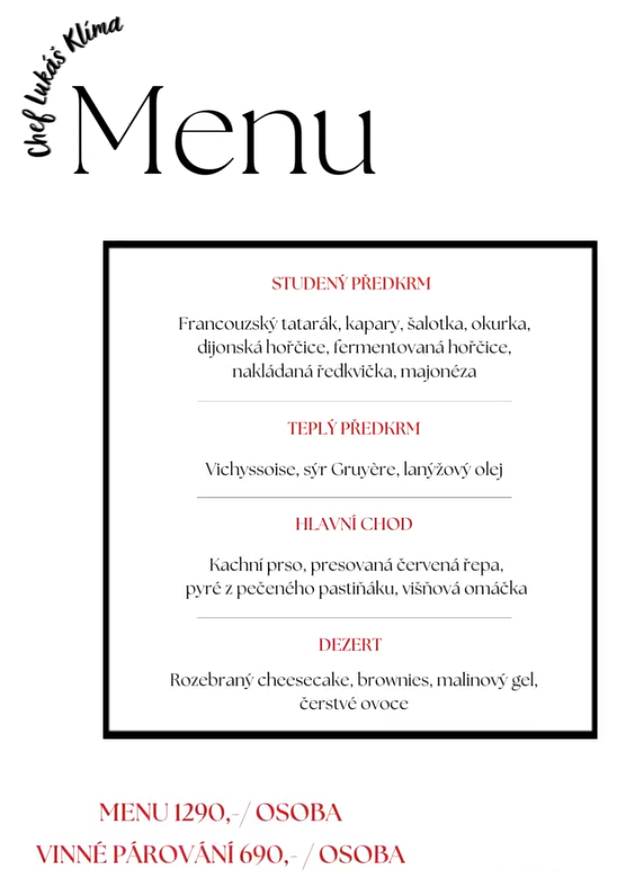 Chef Lukáš Klíma
Menu
STUDENÝ PŘEDKRM
Francouzský tatarák, kapary, šalotka, okurka,
dijonská hořčice, fermentovaná hořčice,
nakládaná ředkvička, majonéza
TEPLÝ PŘEDKRM
Vichyssoise, sýr Gruyère, lanýžový olej
HLAVNÍ CHOD
Kachní prso, presovaná červená řepa,
pyré z pečeného pastiňáku, višňová omáčka
DEZERT
Rozebraný cheesecake, brownies, malinový gel,
čerstvé ovoce
MENU 1290,-/ OSOBA
VINNÉ PÁROVÁNÍ 690,- / OSOBA